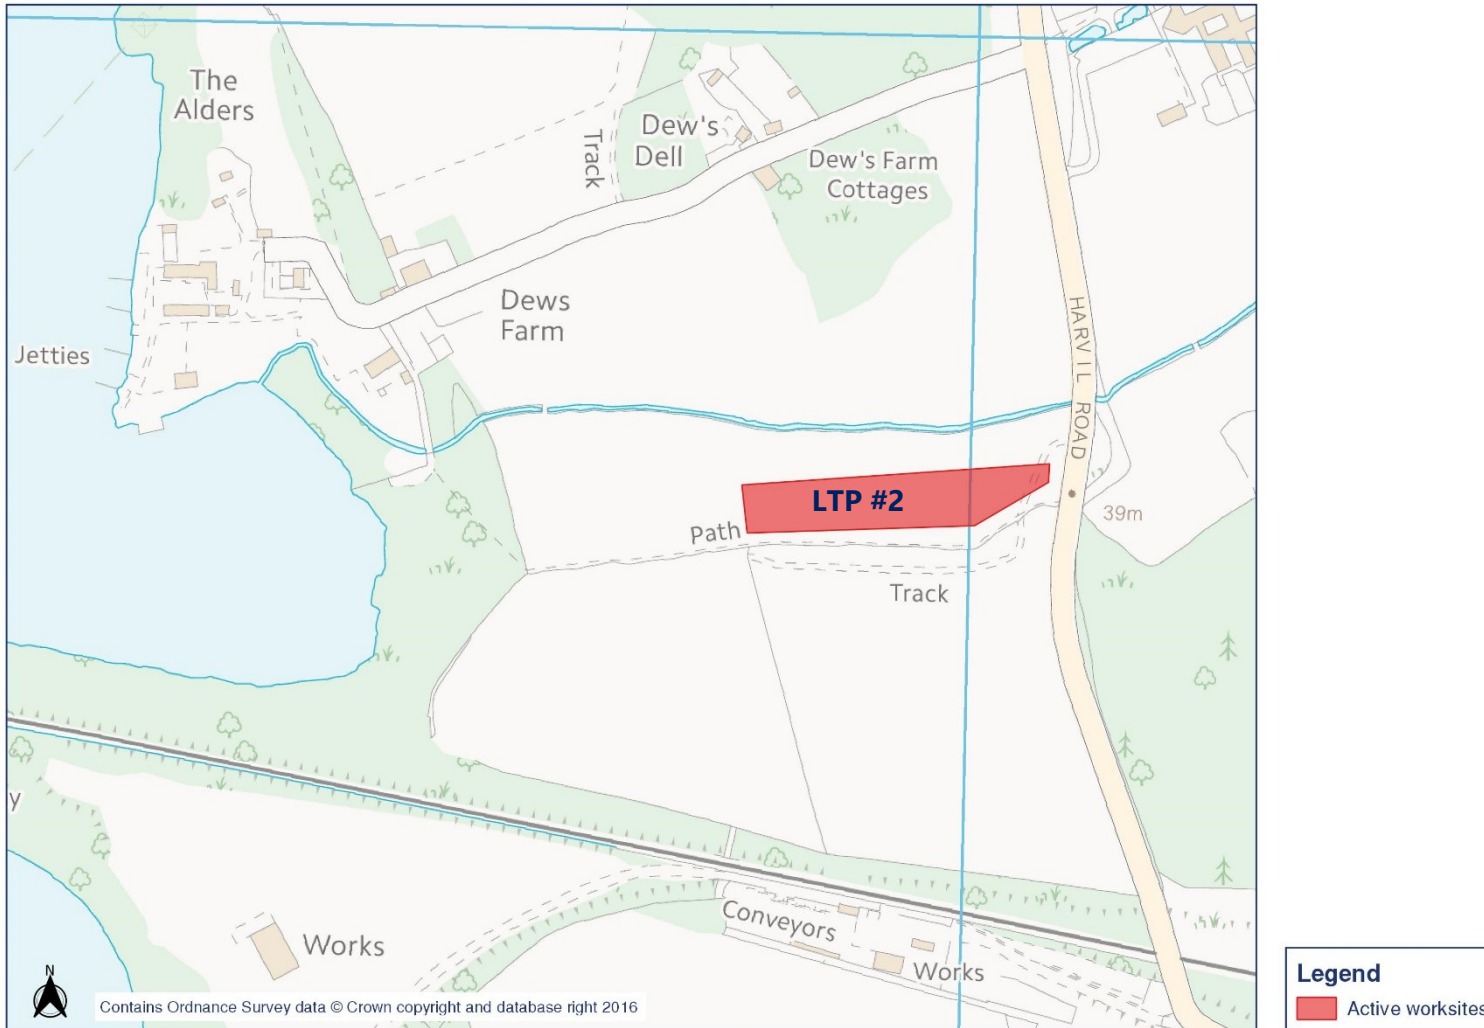 The
Alders
Track
Dew's
Dell
Dew's Farm
Cottages
Dews
Farm
Jetties
HARVIL ROAD
LTP #2
Path
39m
Track
y
Conveyors
Works
Works
N
Contains Ordnance Survey data © Crown copyright and database right 2016
Legend
Active worksites